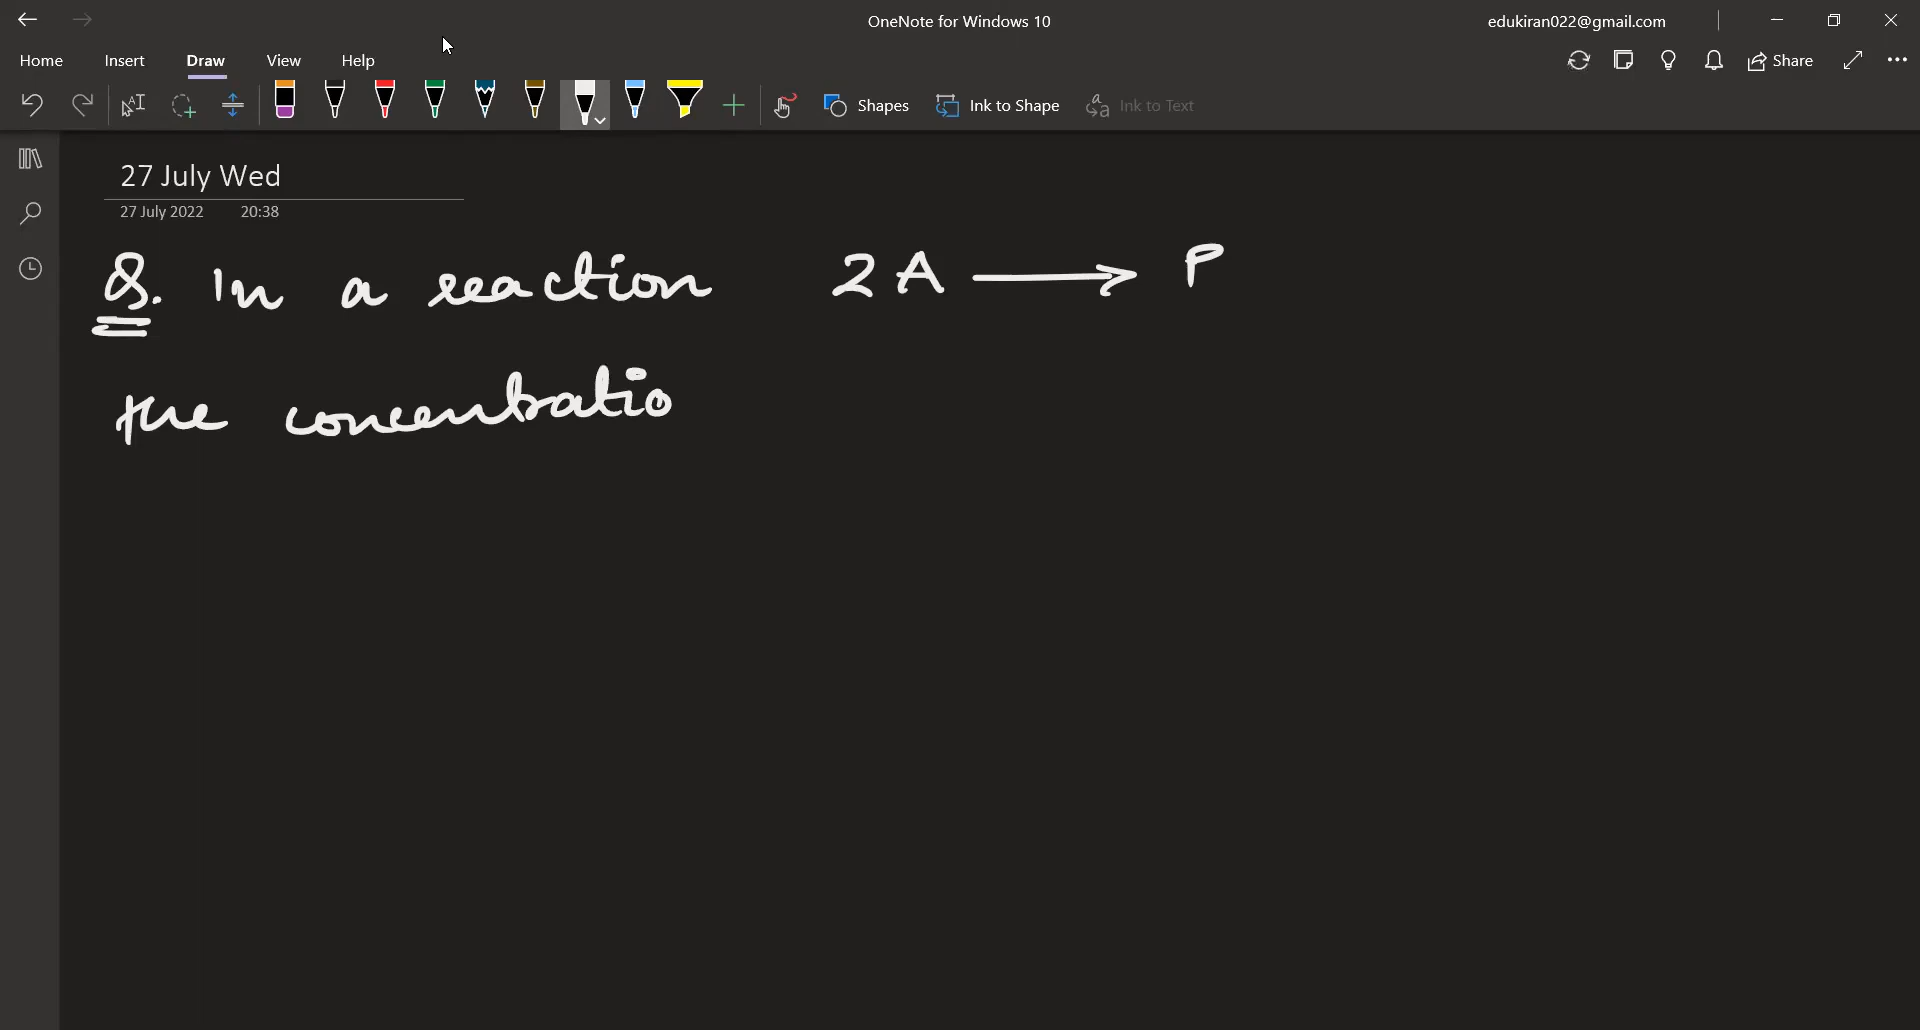 OneNote for Windows 10
edukiran022@gmail.com
Home Insert Draw View Help
Share
Shapes Ink to Shape Ink to Text
27 July Wed
27 July 2022 20:38
Q. In a reaction 2A → P
the concentratio